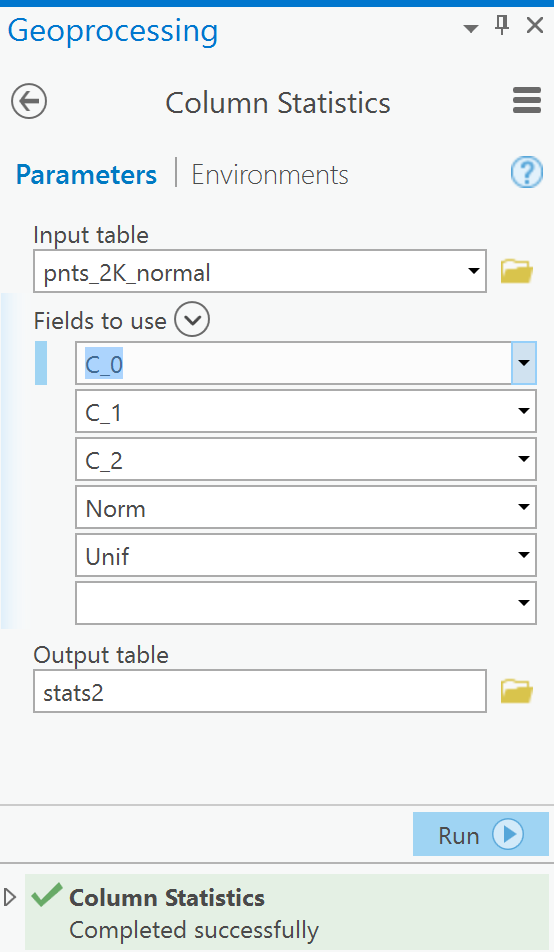 Geoprocessing
Column Statistics
Parameters | Environments
Input table
pnts_2K_normal
Fields to use
C_0
C_1
C_2
Norm
Unif
Output table
stats2
Run
Column Statistics
Completed successfully